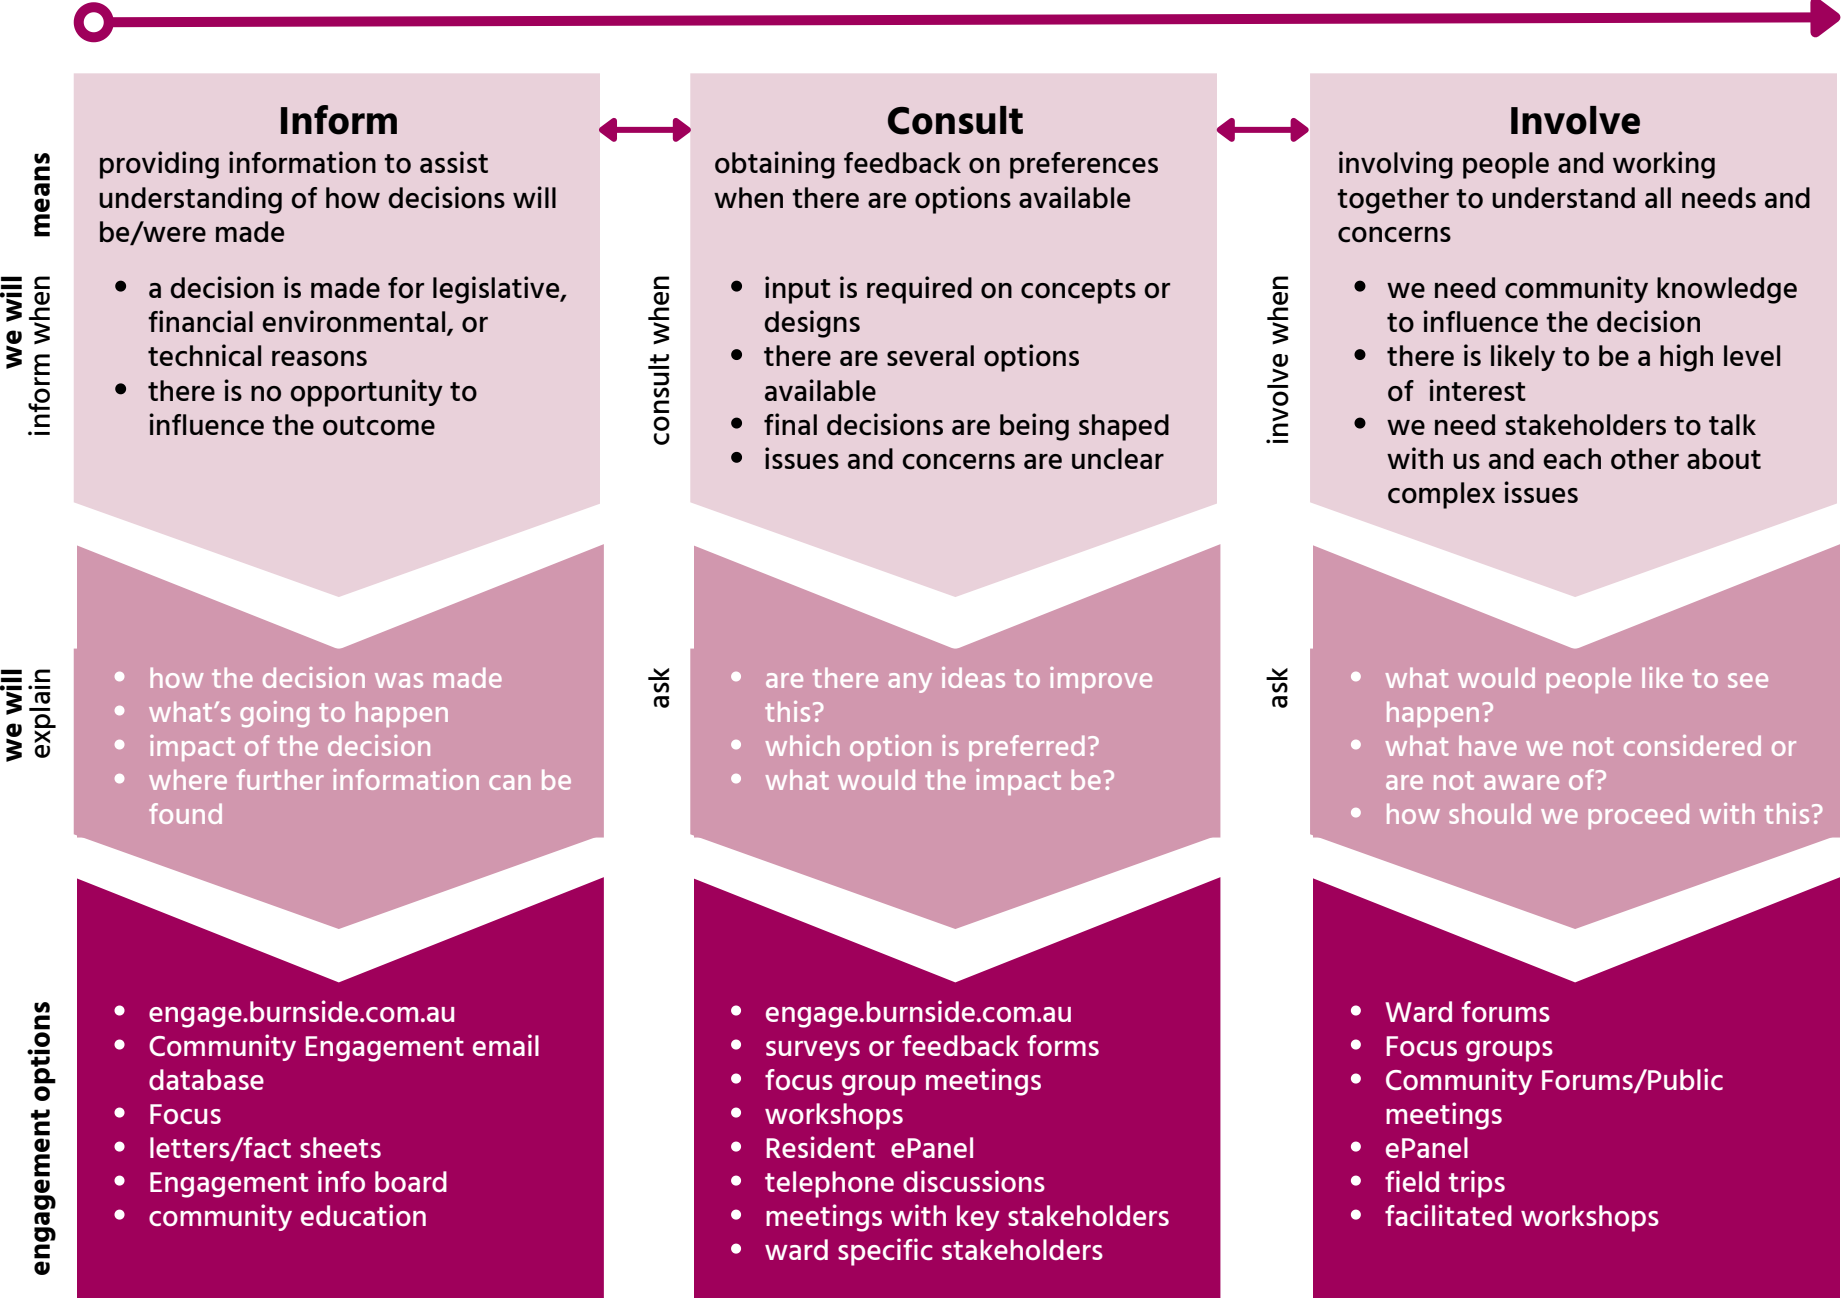 Inform
means
providing information to assist
understanding of how decisions will
be/were made
we will
inform when
• a decision is made for legislative,
financial environmental, or
technical reasons
• there is no opportunity to
influence the outcome
we will
explain
• how the decision was made
• what’s going to happen
• impact of the decision
• where further information can be
found
engagement options
• engage.burnside.com.au
• Community Engagement email
database
• Focus
• letters/fact sheets
• Engagement info board
• community education
Consult
obtaining feedback on preferences
when there are options available
consult when
• input is required on concepts or
designs
• there are several options
available
• final decisions are being shaped
• issues and concerns are unclear
ask
• are there any ideas to improve
this?
• which option is preferred?
• what would the impact be?
• engage.burnside.com.au
• surveys or feedback forms
• focus group meetings
• workshops
• Resident ePanel
• telephone discussions
• meetings with key stakeholders
• ward specific stakeholders
Involve
involving people and working
together to understand all needs and
concerns
involve when
• we need community knowledge
to influence the decision
• there is likely to be a high level
of interest
• we need stakeholders to talk
with us and each other about
complex issues
ask
• what would people like to see
happen?
• what have we not considered or
are not aware of?
• how should we proceed with this?
• Ward forums
• Focus groups
• Community Forums/Public
meetings
• ePanel
• field trips
• facilitated workshops